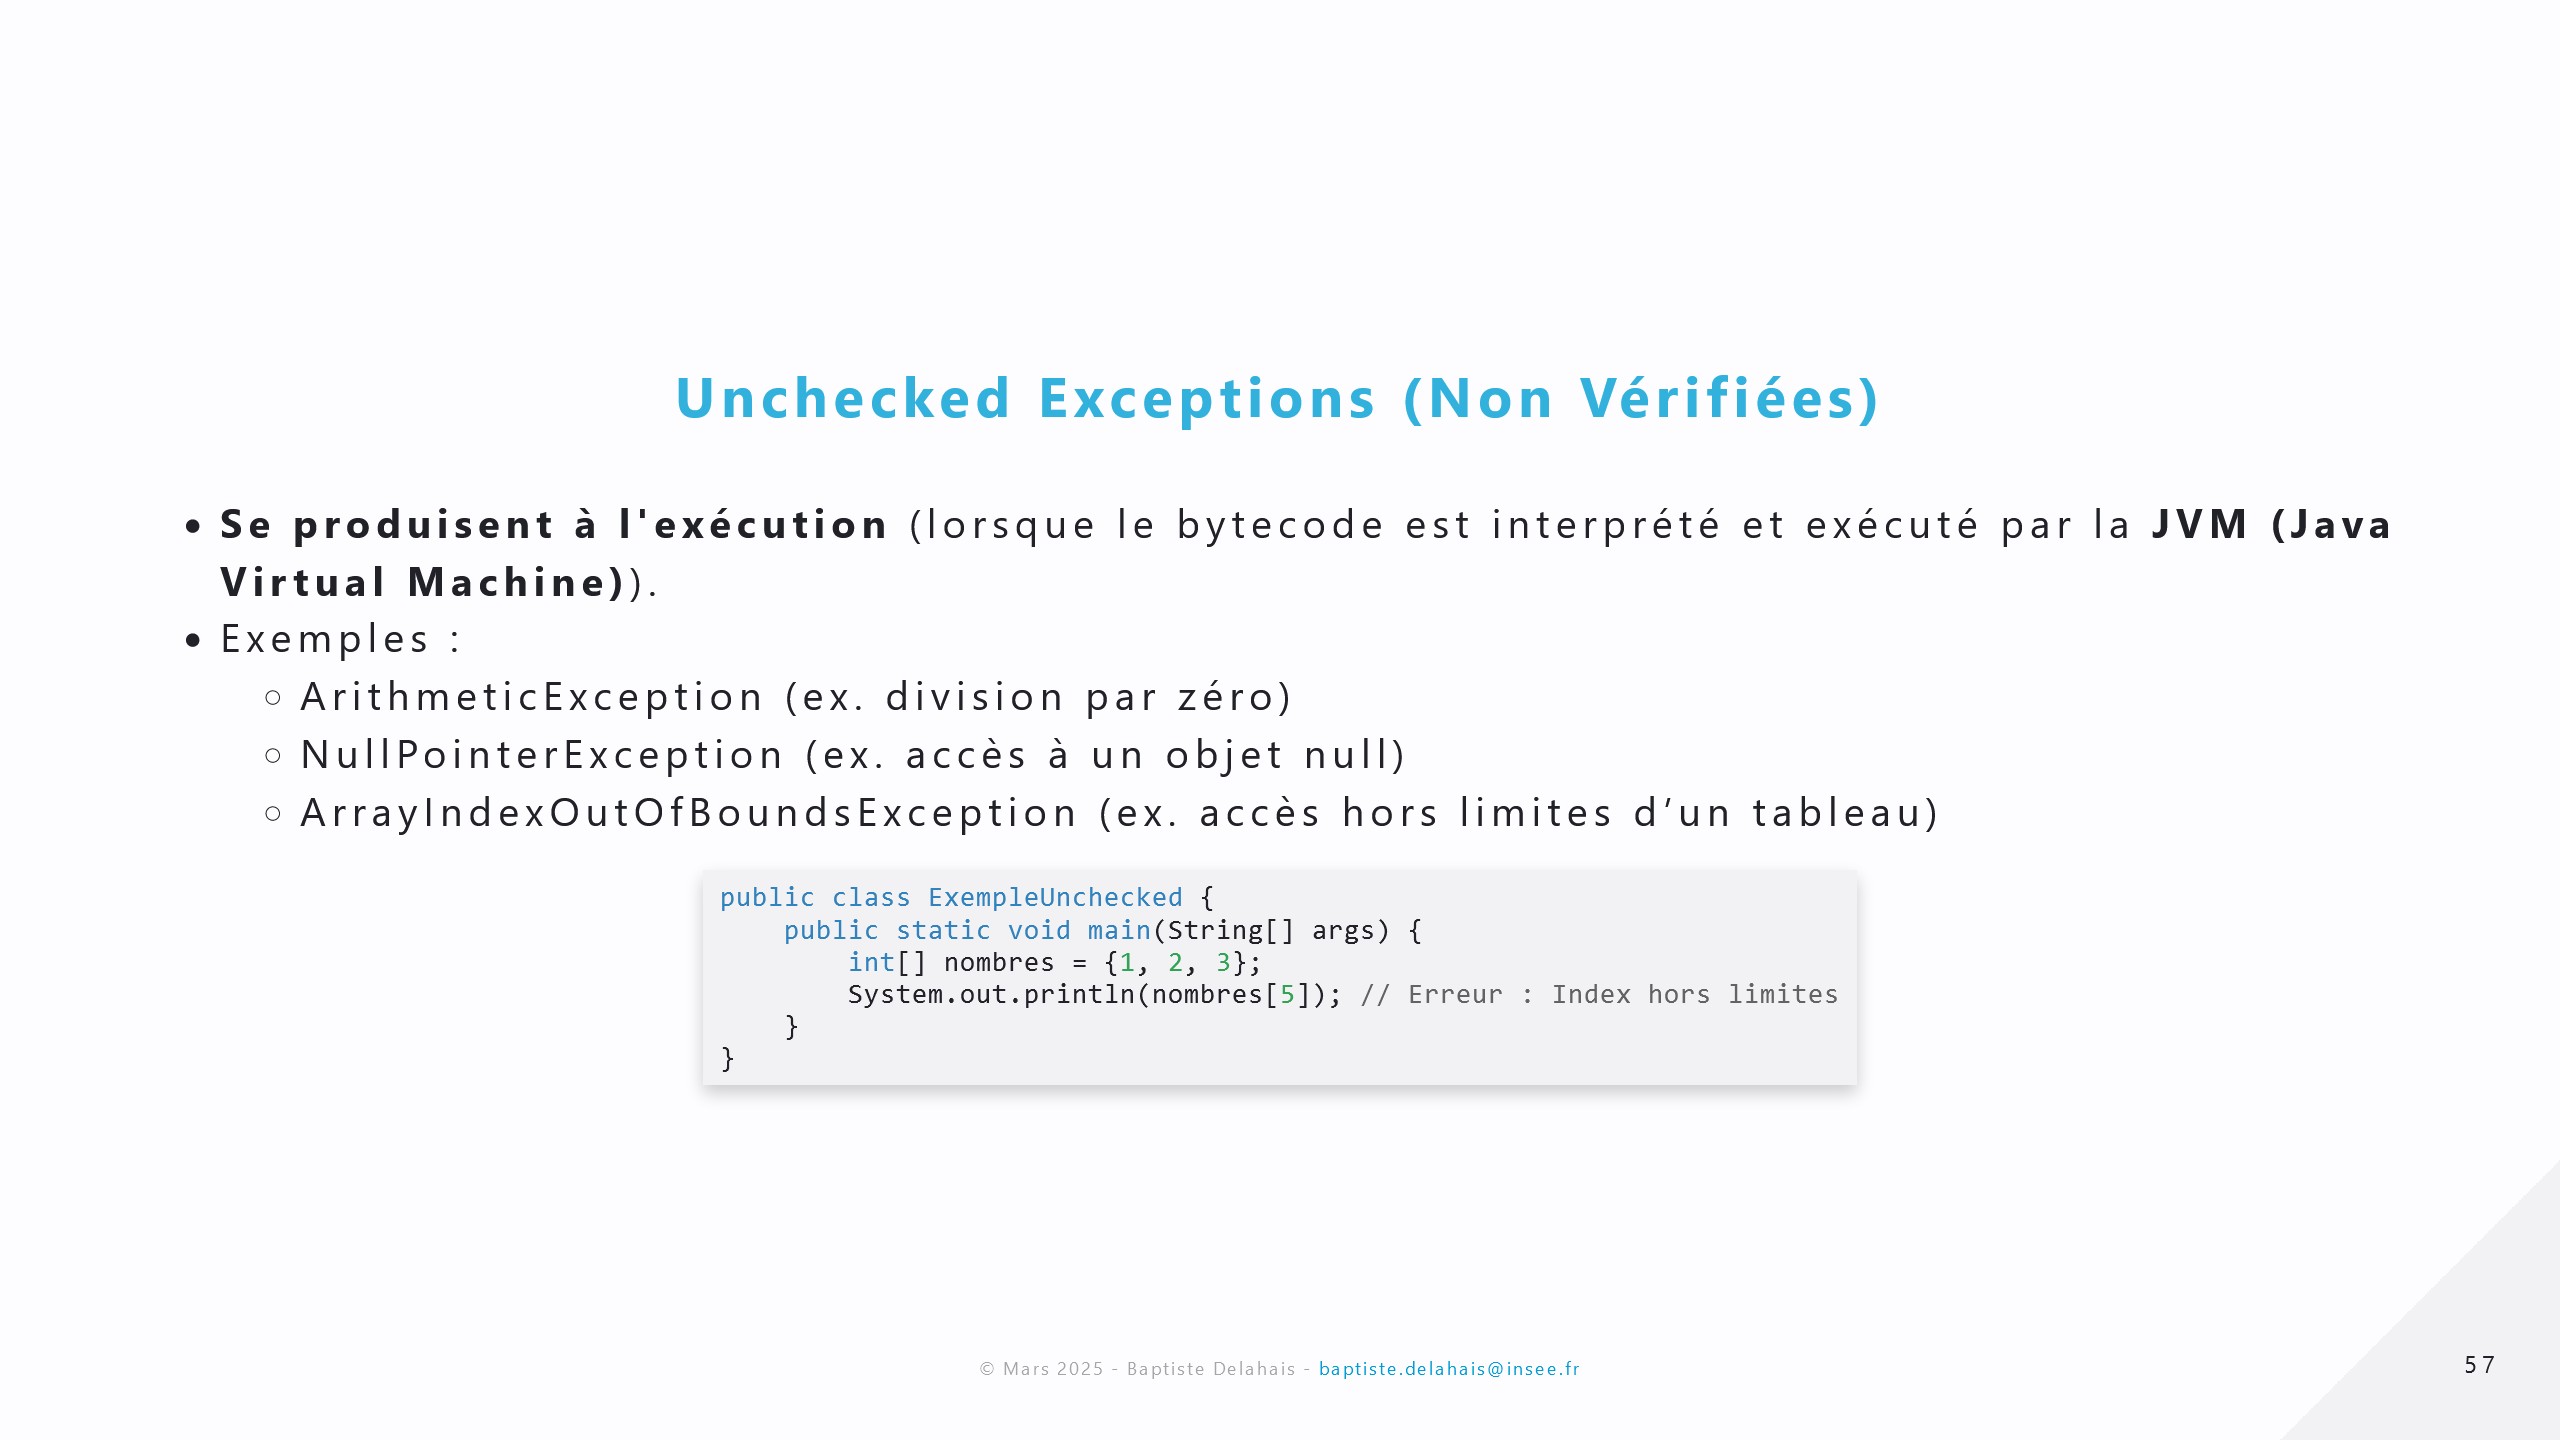 Unchecked Exceptions (Non Vérifiées)
• Se produisent à l'exécution (lorsque le bytecode est interprété et exécuté par la JVM (Java
Virtual Machine)).
• Exemples :
○ ArithmeticException (ex. division par zéro)
○ NullPointerException (ex. accès à un objet null)
○ ArrayIndexOutOfBoundsException (ex. accès hors limites d’un tableau)
public class ExempleUnchecked {
    public static void main(String[] args) {
        int[] nombres = {1, 2, 3};
        System.out.println(nombres[5]); // Erreur : Index hors limites
    }
}
© Mars 2025 - Baptiste Delahais - baptiste.delahais@insee.fr
57